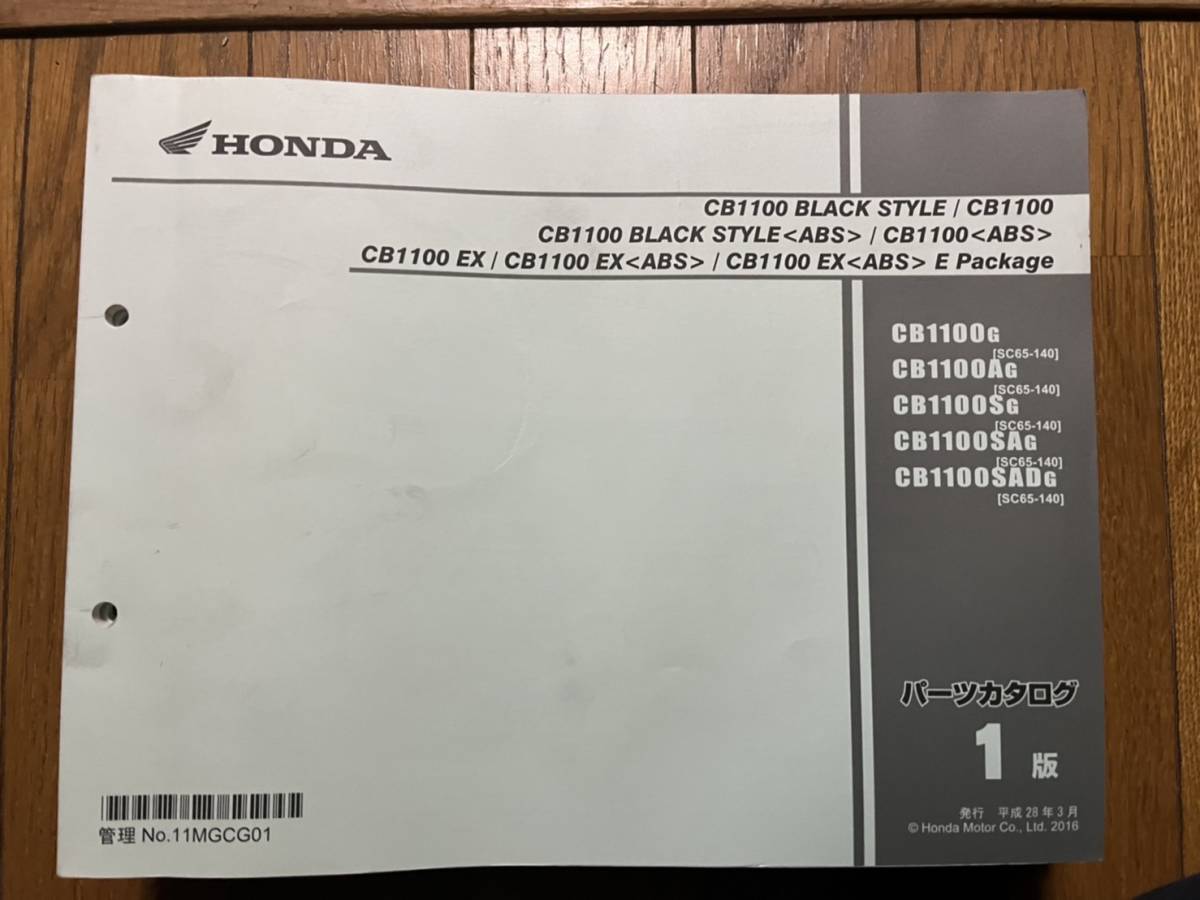 HONDA
CB1100 BLACK STYLE / CB1100
CB1100 BLACK STYLE<ABS> / CB1100<ABS>
CB1100 EX / CB1100 EX<ABS> / CB1100 EX<ABS> E Package
CB1100G
[SC65-140]
CB1100AG
[SC65-140]
CB1100SG
[SC65-140]
CB1100SAG
[SC65-140]
CB1100SADG
[SC65-140]
パーツカタログ
1 版
発行 平成 28 年 3 月
© Honda Motor Co., Ltd. 2016
管理 No.11MGCG01